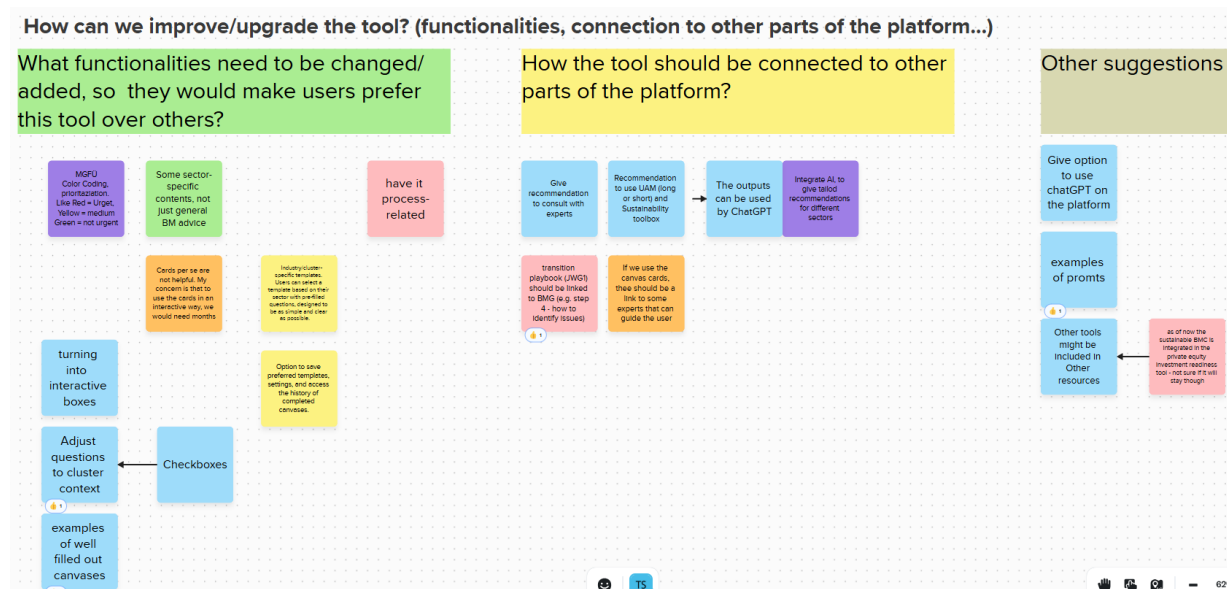 How can we improve/upgrade the tool? (functionalities, connection to other parts of the platform...)
What functionalities need to be changed/
added, so they would make users prefer
this tool over others?
How the tool should be connected to other
parts of the platform?
Other suggestions
MGFÜ
Color Coding,
prioritaziation.
Like Red = Urget,
Yellow = medium
Green = not urgent
Some sector-
specific
contents, not
just general
BM advice
have it
process-
related
Cards per se are
not helpful. My
concern is that to
use the cards in an
interactive way, we
would need months
Industry/cluster-
specific templates.
Users can select a
template based on their
sector with pre-filled
questions, designed to
be as simple and clear
as possible.
turning
into
interactive
boxes
Option to save
preferred templates,
settings, and access
the history of
completed
canvases.
Adjust
questions
to cluster
context
1
Checkboxes
examples
of well
filled out
canvases
Give
recommendation
to consult with
experts
Recommendation
to use UAM (long
or short) and
Sustainability
toolbox
The outputs
can be used
by ChatGPT
Integrate AI, to
give tailod
recommendations
for different
sectors
transition
playbook (JWG1)
should be linked
to BMG (e.g. step
4 - how to
identify issues)
1
If we use the
canvas cards,
thee should be a
link to some
experts that can
guide the user
Give option
to use
chatGPT on
the platform
examples
of promts
1
Other tools
might be
included in
Other
resources
as of now the
sustainable BMC is
integrated in the
private equity
investment readiness
tool - not sure if it will
stay though
TS